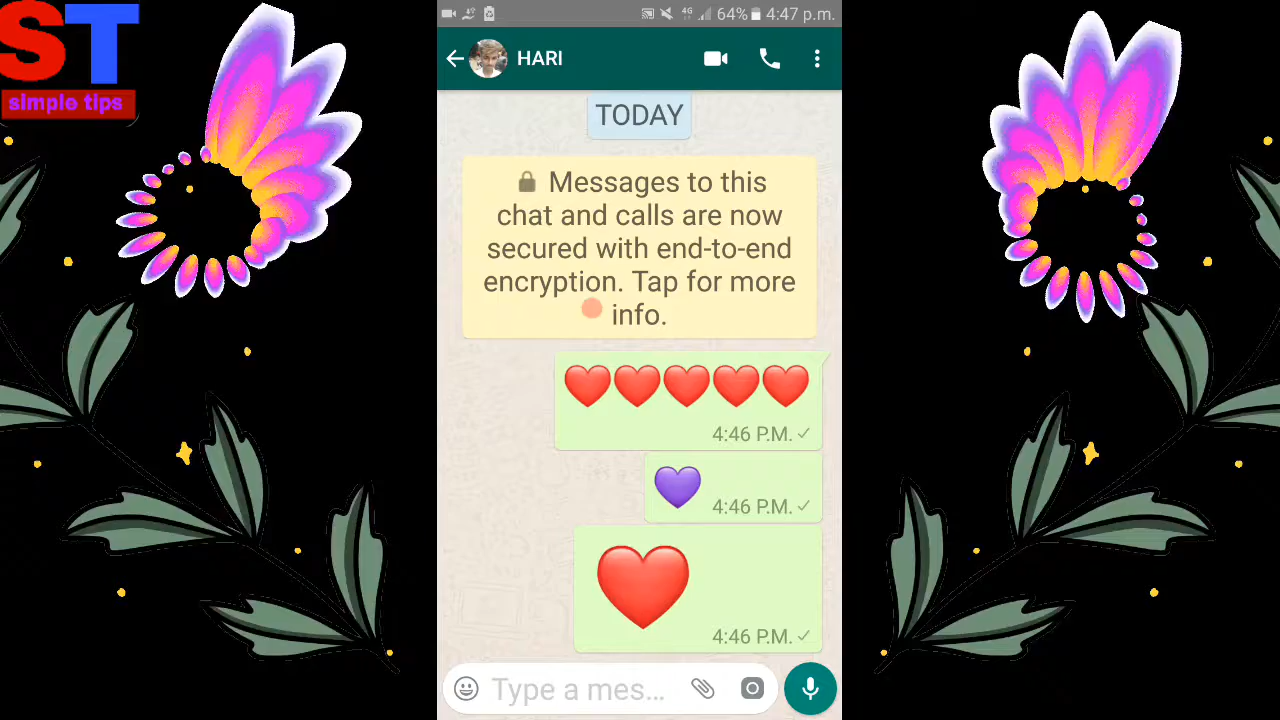 ST
simple tips
4G 64% 4:47 p.m.
HARI
TODAY
Messages to this
chat and calls are now
secured with end-to-end
encryption. Tap for more
info.
❤️❤️❤️❤️❤️
4:46 P.M.
💜 4:46 P.M.
❤️
4:46 P.M.
Type a mes...